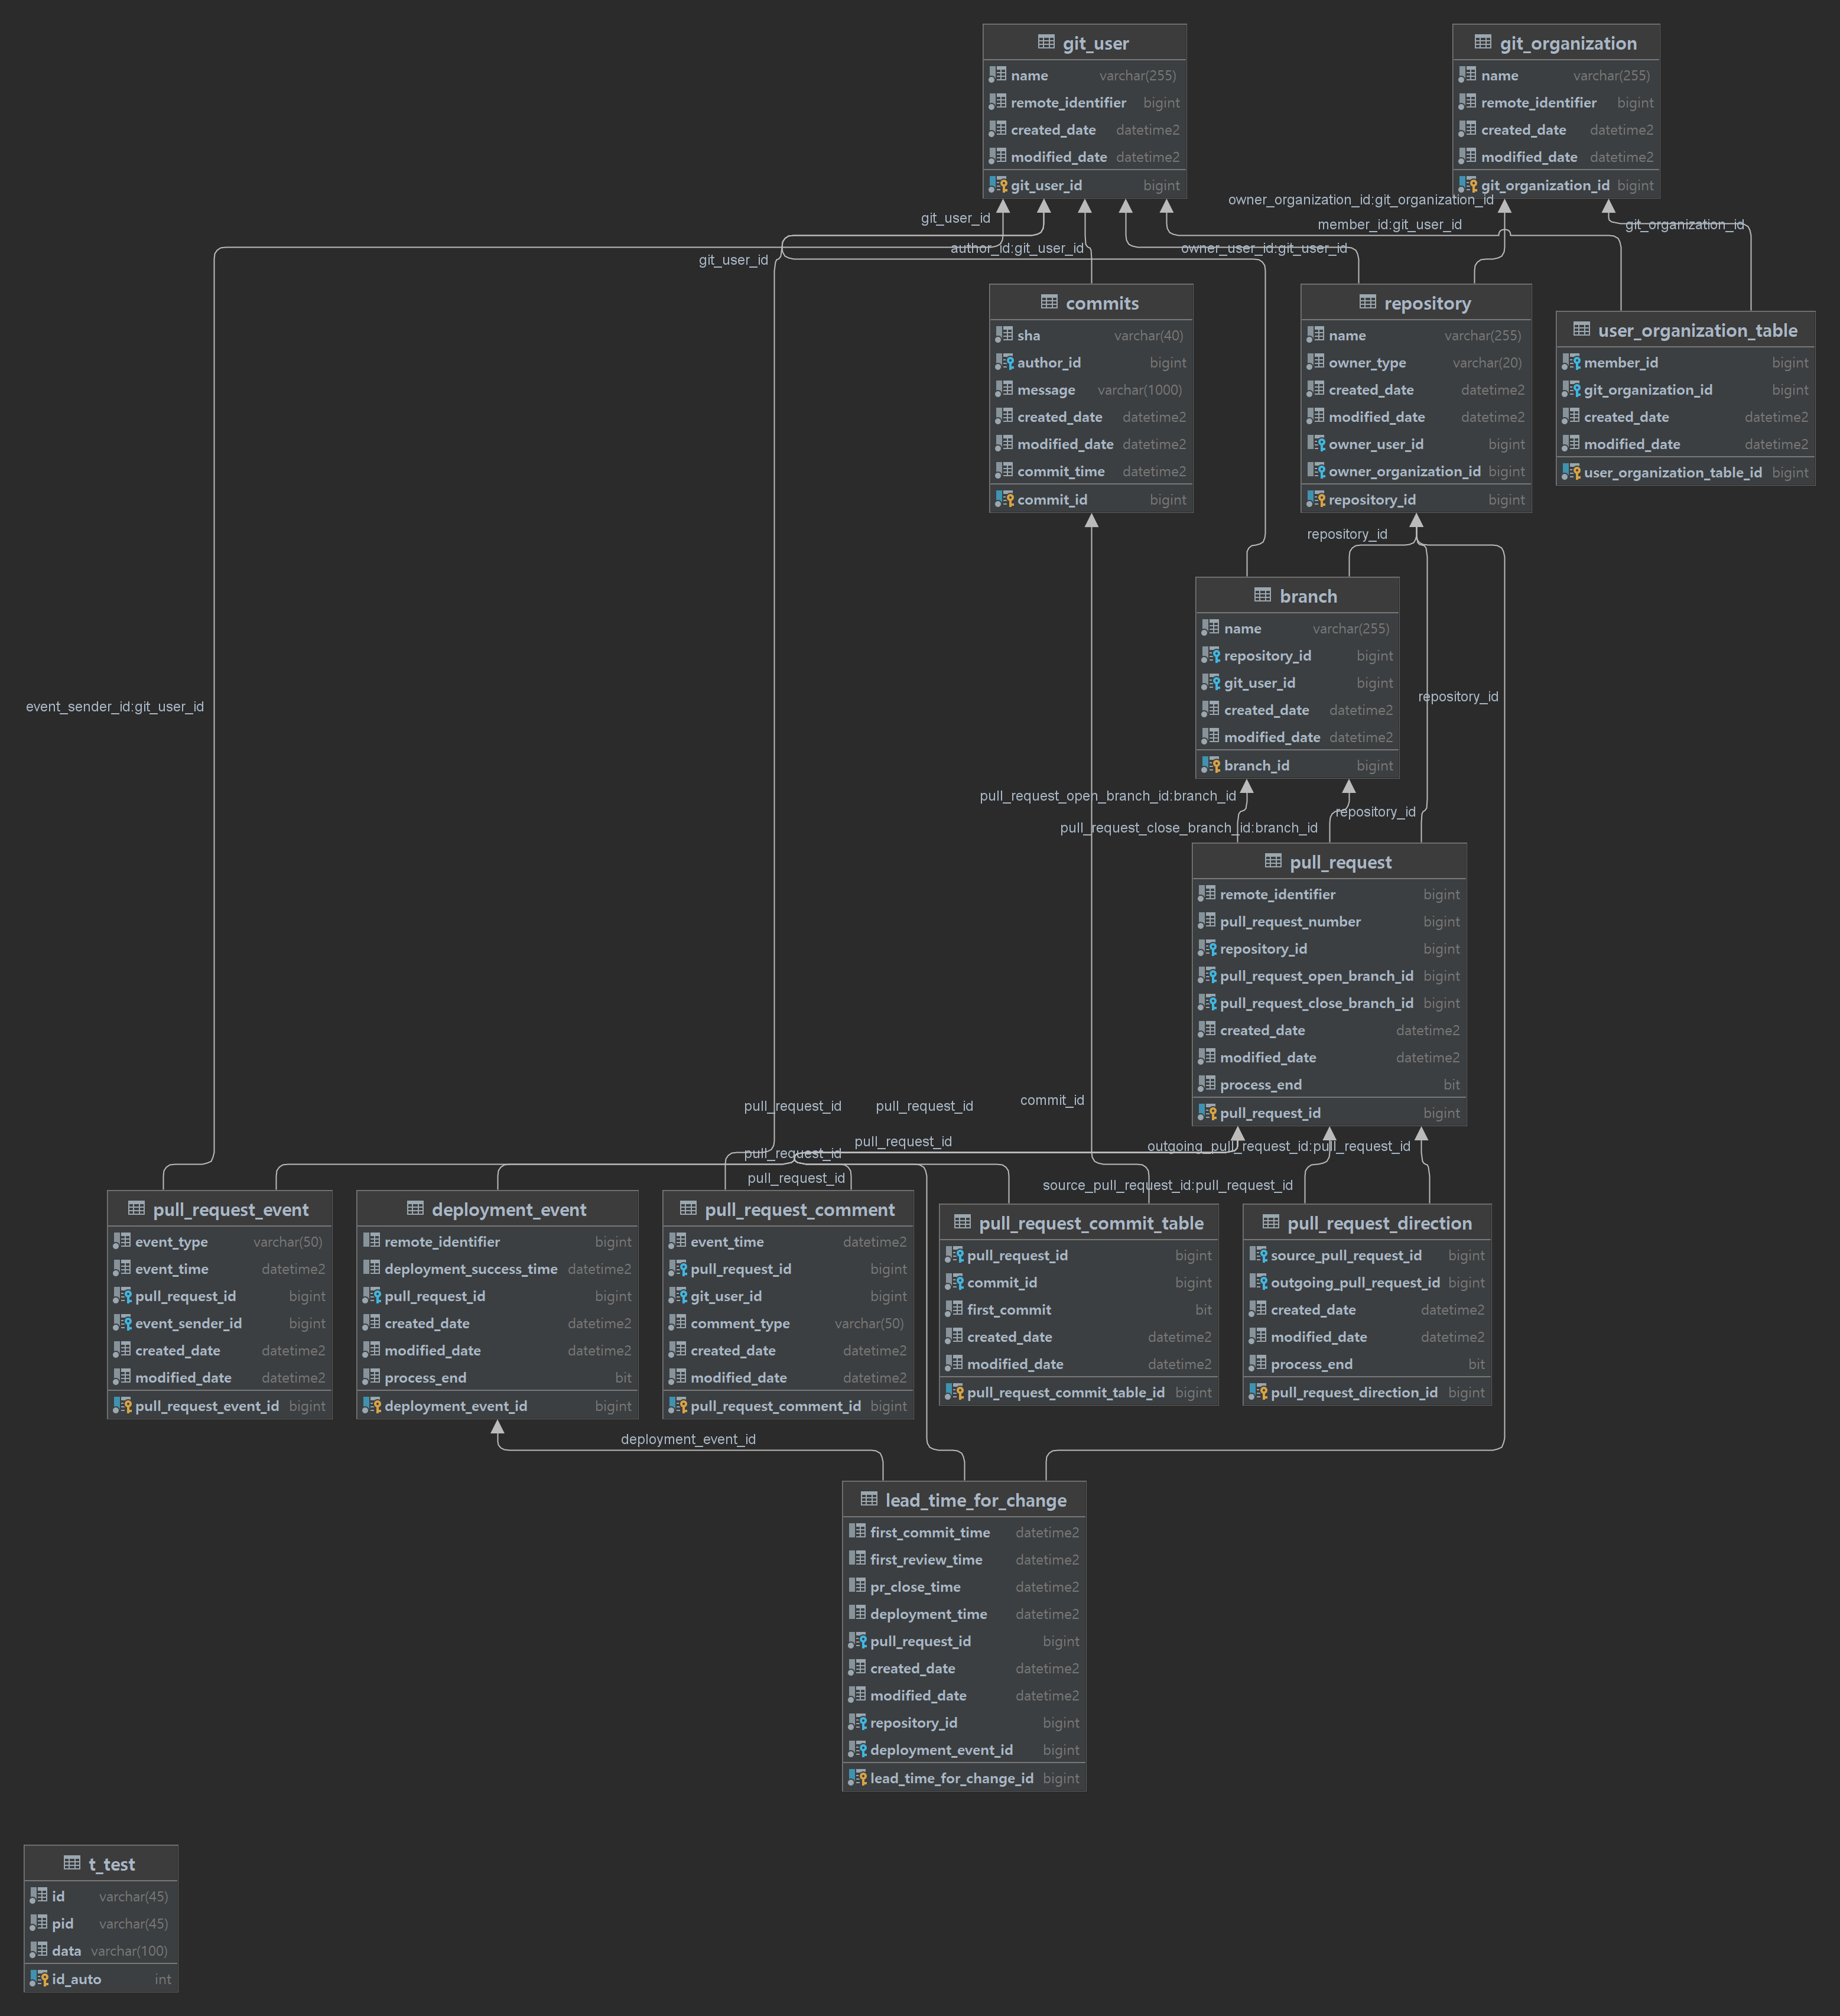 git_user
name varchar(255)
remote_identifier bigint
created_date datetime2
modified_date datetime2
git_user_id bigint
git_organization
name varchar(255)
remote_identifier bigint
created_date datetime2
modified_date datetime2
git_organization_id bigint
git_user_id
owner_organization_id:git_organization_id
member_id:git_user_id
git_organization_id
git_user_id
author_id:git_user_id
owner_user_id:git_user_id
commits
sha varchar(40)
author_id bigint
message varchar(1000)
created_date datetime2
modified_date datetime2
commit_time datetime2
commit_id bigint
repository
name varchar(255)
owner_type varchar(20)
created_date datetime2
modified_date datetime2
owner_user_id bigint
owner_organization_id bigint
repository_id bigint
user_organization_table
member_id bigint
git_organization_id bigint
created_date datetime2
modified_date datetime2
user_organization_table_id bigint
repository_id
branch
name varchar(255)
repository_id bigint
git_user_id bigint
created_date datetime2
modified_date datetime2
branch_id bigint
event_sender_id:git_user_id
repository_id
pull_request_open_branch_id:branch_id
pull_request_close_branch_id:branch_id
repository_id
pull_request
remote_identifier bigint
pull_request_number bigint
repository_id bigint
pull_request_open_branch_id bigint
pull_request_close_branch_id bigint
created_date datetime2
modified_date datetime2
process_end bit
pull_request_id bigint
pull_request_id
pull_request_id
commit_id
pull_request_id
pull_request_id
pull_request_id
outgoing_pull_request_id:pull_request_id
source_pull_request_id:pull_request_id
pull_request_event
event_type varchar(50)
event_time datetime2
pull_request_id bigint
event_sender_id bigint
created_date datetime2
modified_date datetime2
pull_request_event_id bigint
deployment_event
remote_identifier bigint
deployment_success_time datetime2
pull_request_id bigint
created_date datetime2
modified_date datetime2
process_end bit
deployment_event_id bigint
pull_request_comment
event_time datetime2
pull_request_id bigint
git_user_id bigint
comment_type varchar(50)
created_date datetime2
modified_date datetime2
pull_request_comment_id bigint
pull_request_commit_table
pull_request_id bigint
commit_id bigint
first_commit bit
created_date datetime2
modified_date datetime2
pull_request_commit_table_id bigint
pull_request_direction
source_pull_request_id bigint
outgoing_pull_request_id bigint
created_date datetime2
modified_date datetime2
process_end bit
pull_request_direction_id bigint
deployment_event_id
lead_time_for_change
first_commit_time datetime2
first_review_time datetime2
pr_close_time datetime2
deployment_time datetime2
pull_request_id bigint
created_date datetime2
modified_date datetime2
repository_id bigint
deployment_event_id bigint
lead_time_for_change_id bigint
t_test
id varchar(45)
pid varchar(45)
data varchar(100)
id_auto int